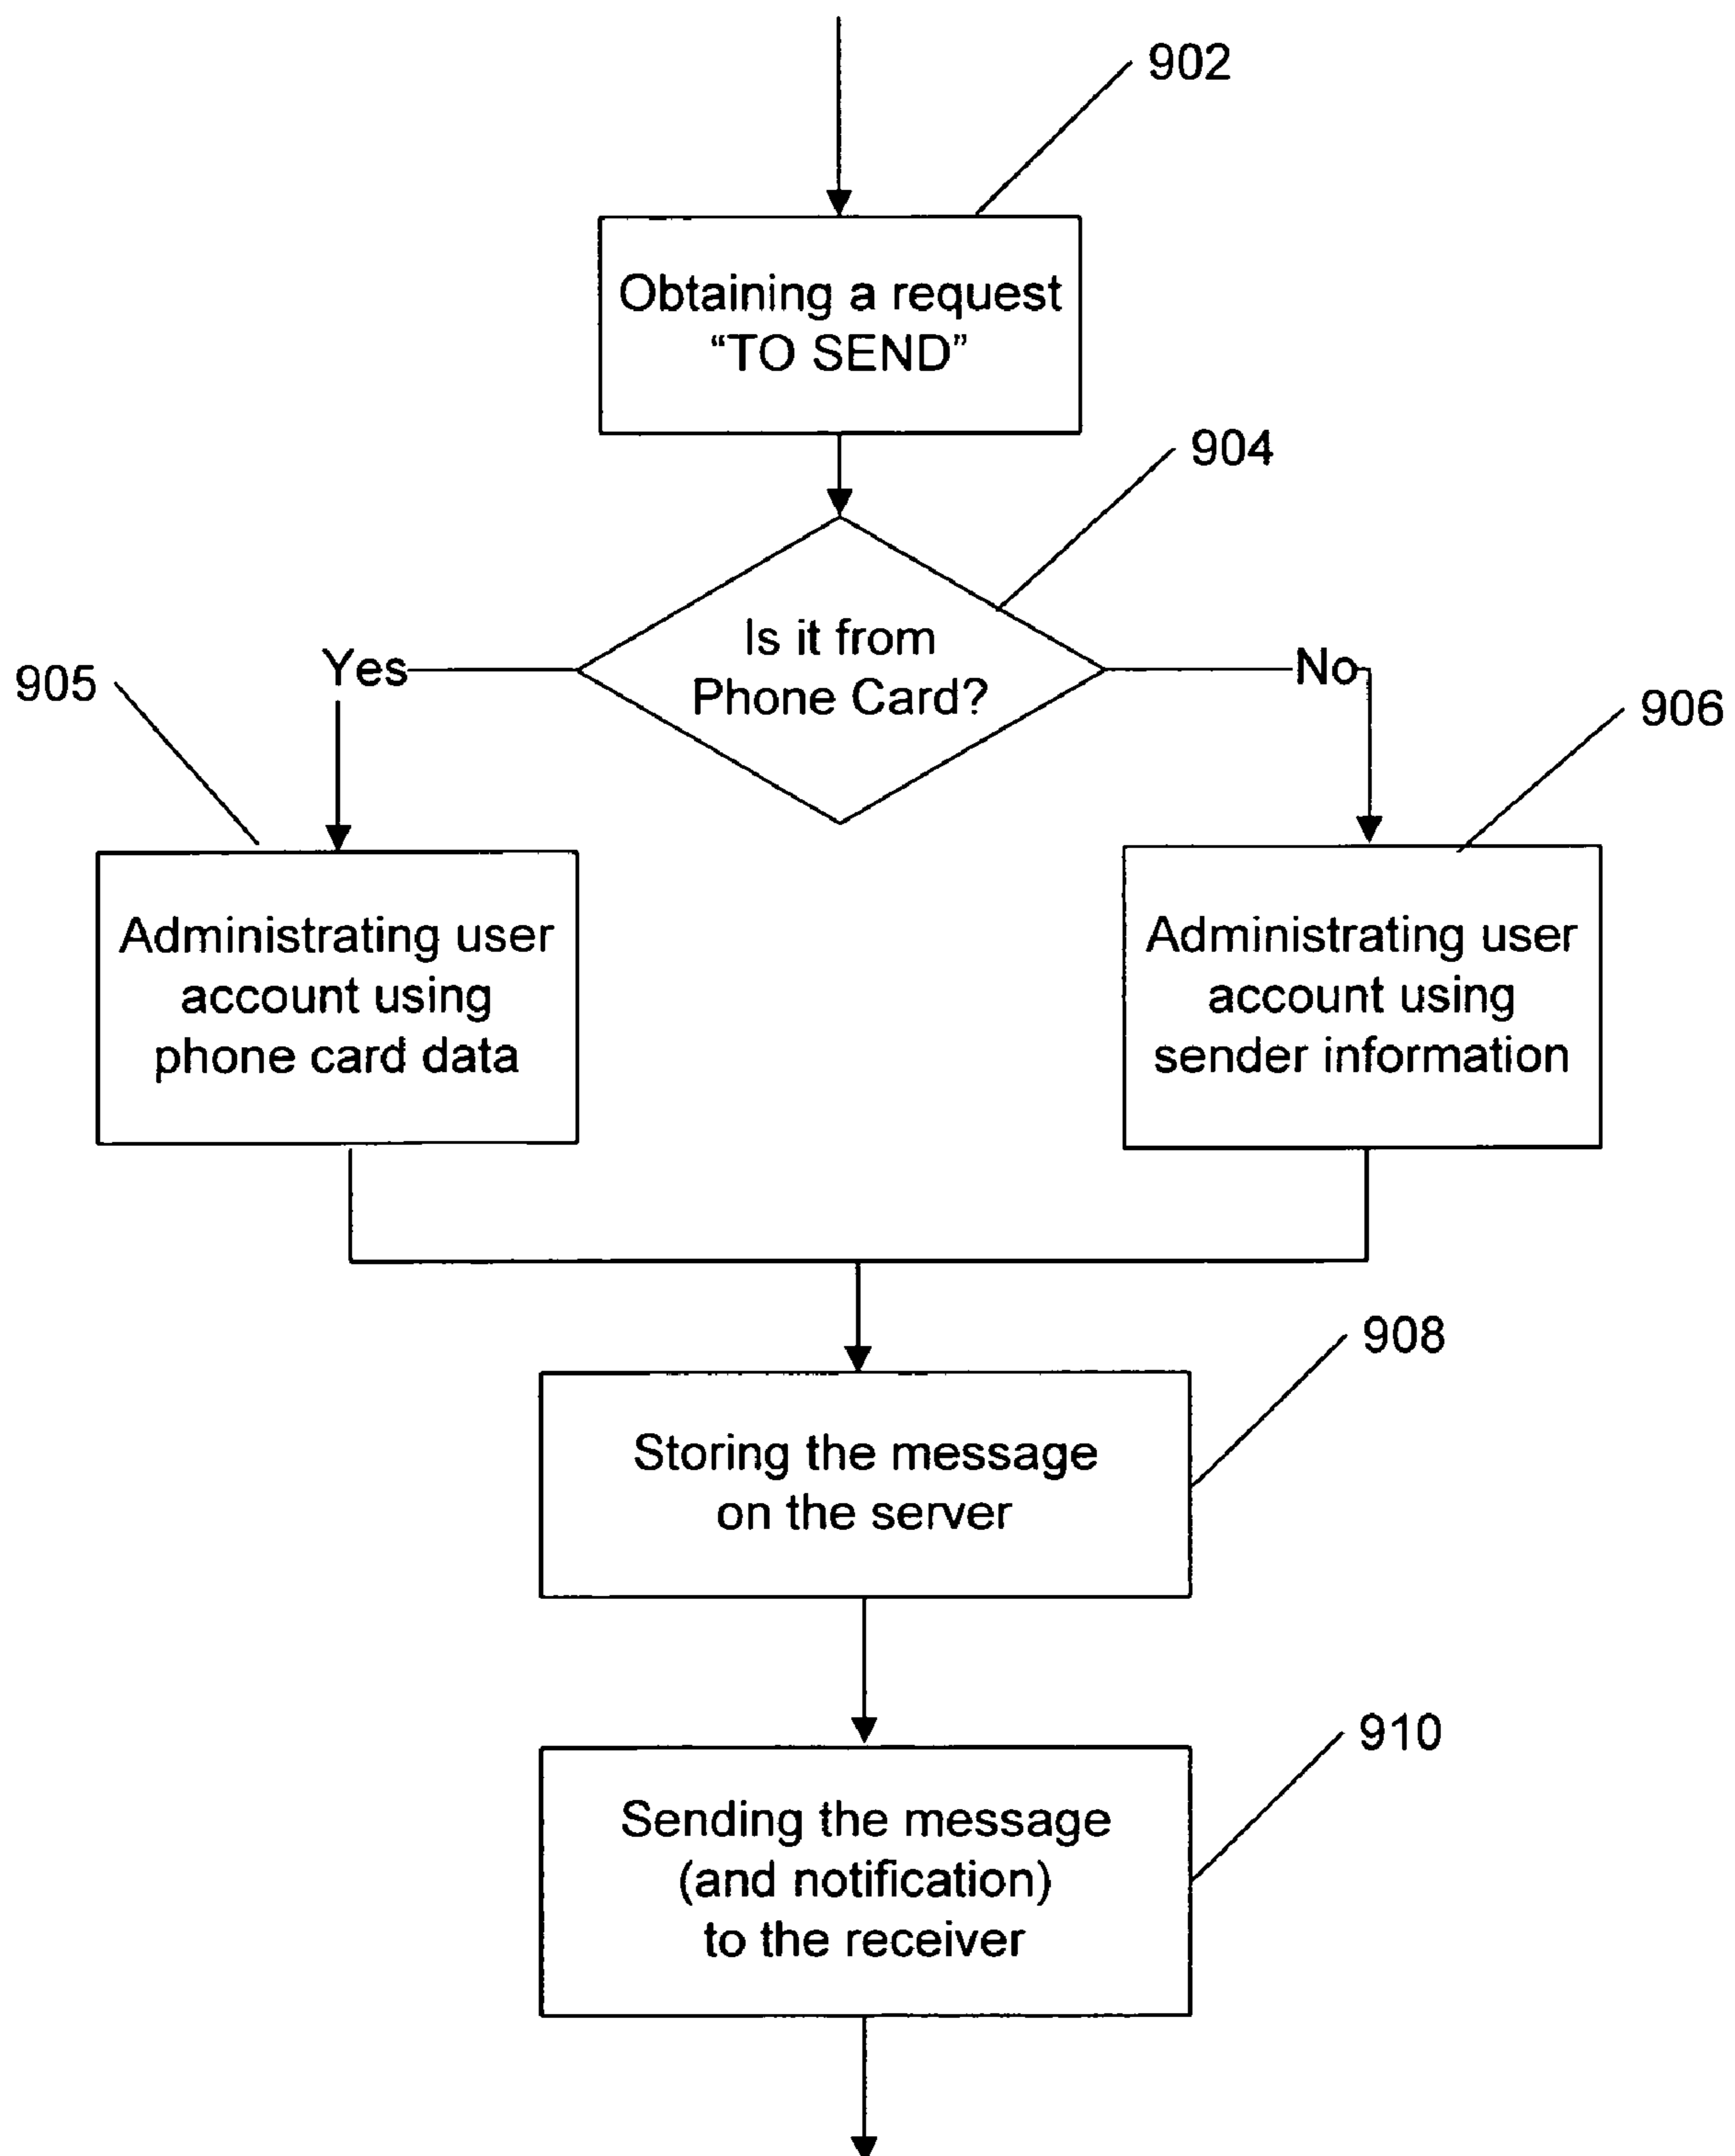 902
Obtaining a request
“TO SEND”
904
Is it from
Phone Card?
Yes
No
905
906
Administrating user
account using
phone card data
Administrating user
account using
sender information
908
Storing the message
on the server
910
Sending the message
(and notification)
to the receiver